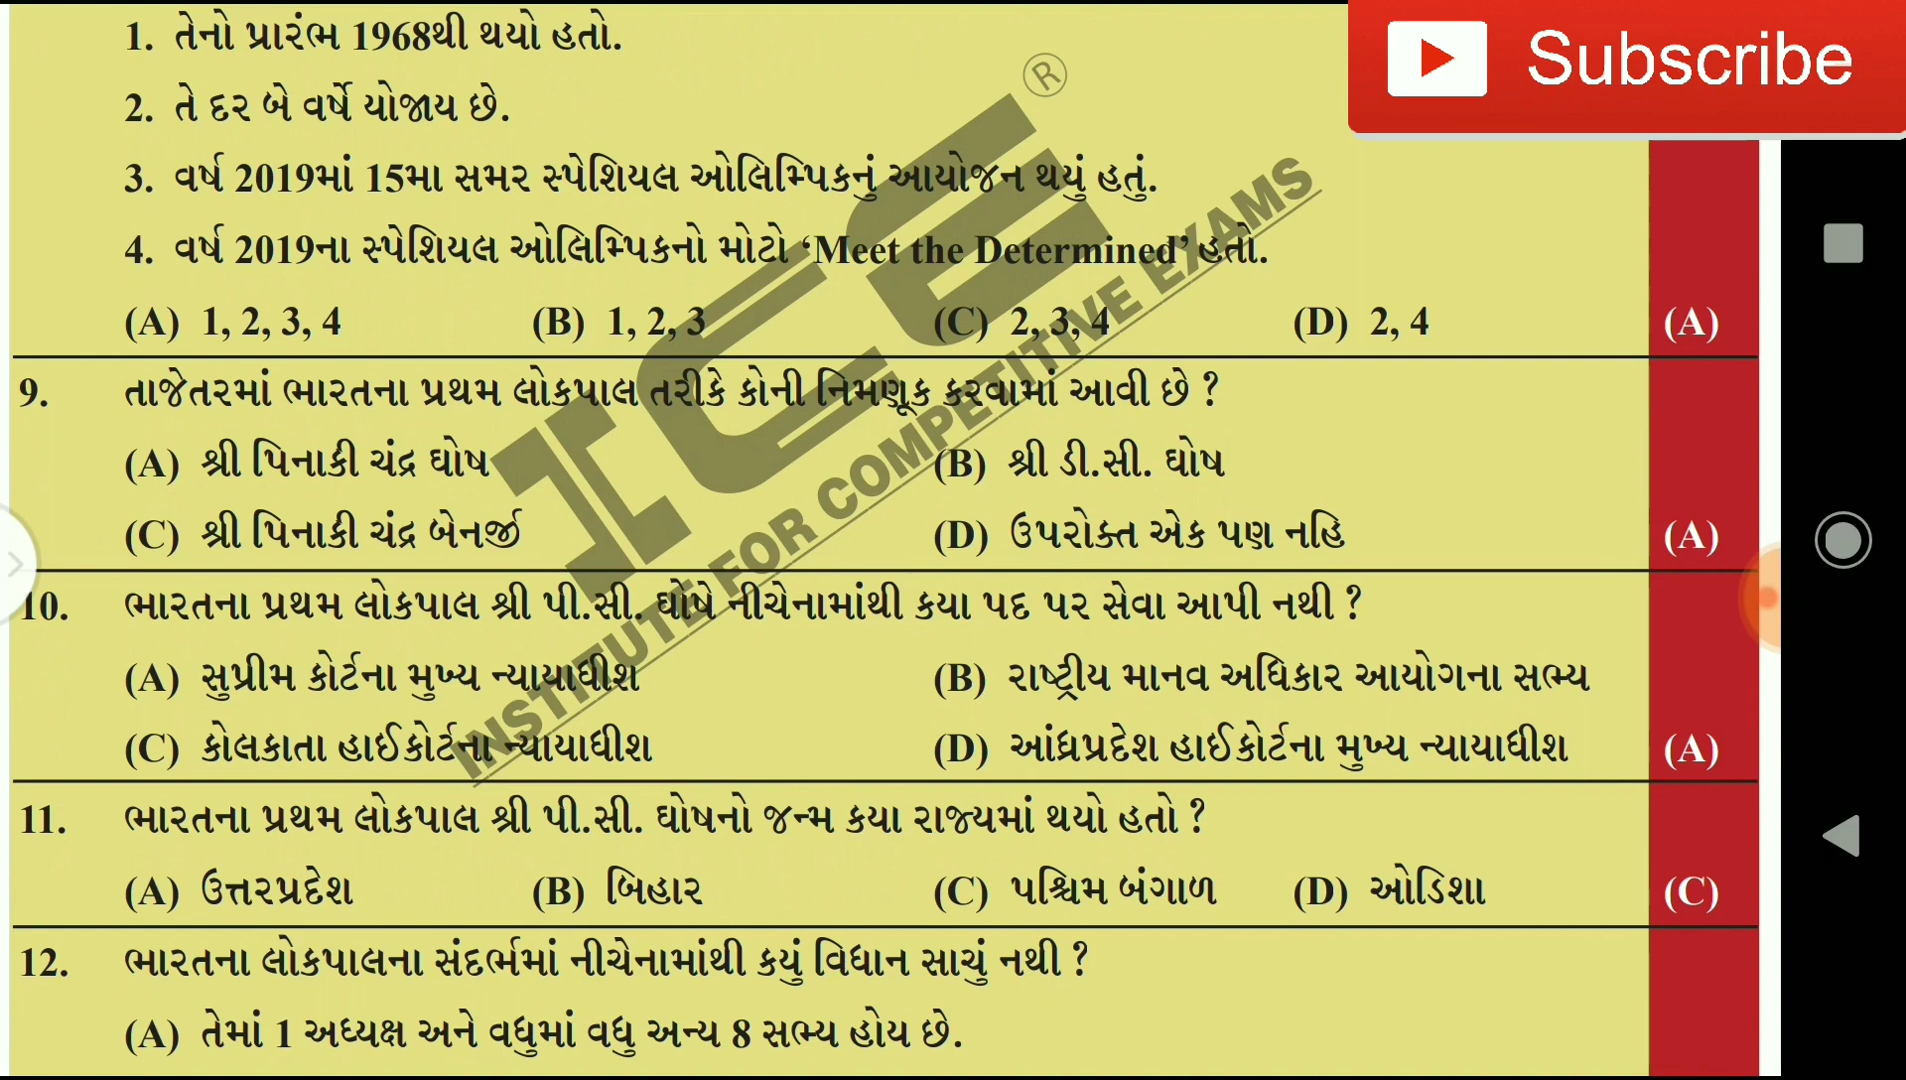 1. તેનો પ્રારંભ 1968થી થયો હતો.
Subscribe
2. તે દર બે વર્ષે યોજાય છે.
®
3. વર્ષ 2019માં 15મા સમર સ્પેશિયલ ઓલિમ્પિકનું આયોજન થયું હતું.
4. વર્ષ 2019ના સ્પેશિયલ ઓલિમ્પિકનો મોટો ‘Meet the Determined’ હતો.
(A) 1, 2, 3, 4 (B) 1, 2, 3 (C) 2, 3, 4 (D) 2, 4 (A)
9. તાજેતરમાં ભારતના પ્રથમ લોકપાલ તરીકે કોની નિમણૂક કરવામાં આવી છે ?
(A) શ્રી પિનાકી ચંદ્ર ઘોષ (B) શ્રી ડી.સી. ઘોષ
(C) શ્રી પિનાકી ચંદ્ર બેનર્જી (D) ઉપરોક્ત એક પણ નહિ (A)
10. ભારતના પ્રથમ લોકપાલ શ્રી પી.સી. ઘોષે નીચેનામાંથી કયા પદ પર સેવા આપી નથી ?
(A) સુપ્રીમ કોર્ટના મુખ્ય ન્યાયાધીશ (B) રાષ્ટ્રીય માનવ અધિકાર આયોગના સભ્ય
(C) કોલકાતા હાઈકોર્ટના ન્યાયાધીશ (D) આંધ્રપ્રદેશ હાઈકોર્ટના મુખ્ય ન્યાયાધીશ (A)
11. ભારતના પ્રથમ લોકપાલ શ્રી પી.સી. ઘોષનો જન્મ કયા રાજ્યમાં થયો હતો ?
(A) ઉત્તરપ્રદેશ (B) બિહાર (C) પશ્ચિમ બંગાળ (D) ઓડિશા (C)
12. ભારતના લોકપાલના સંદર્ભમાં નીચેનામાંથી કયું વિધાન સાચું નથી ?
(A) તેમાં 1 અધ્યક્ષ અને વધુમાં વધુ અન્ય 8 સભ્ય હોય છે.
ICE
INSTITUTE FOR COMPETITIVE EXAMS